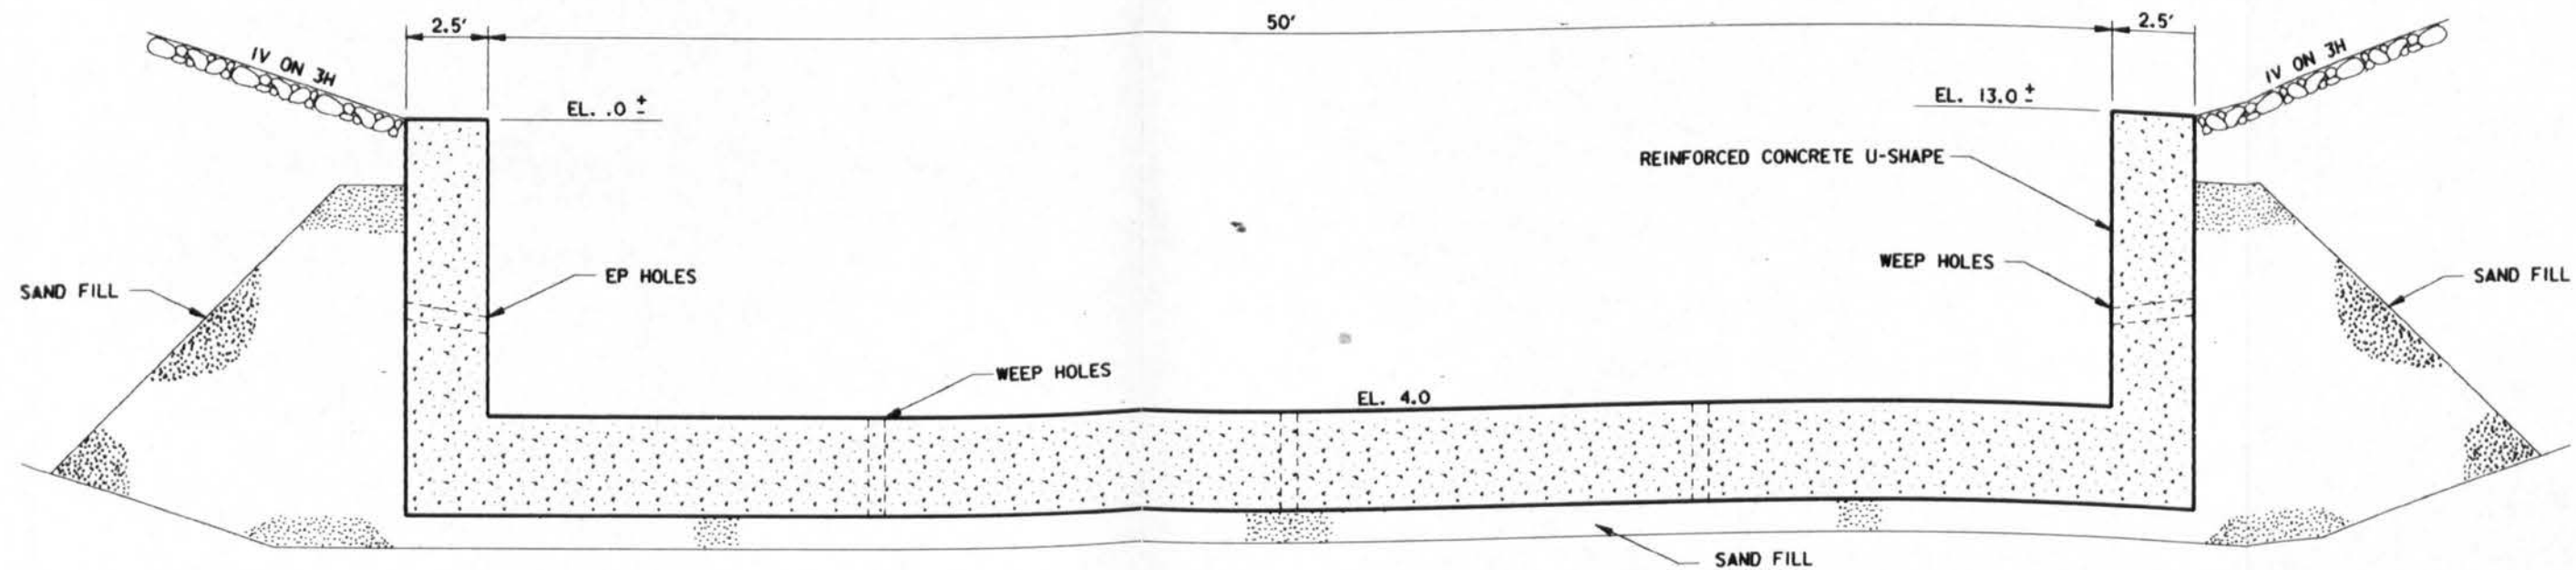 2.5'
50'
2.5'
1V ON 3H
1V ON 3H
EL. .0 ±
EL. 13.0 ±
REINFORCED CONCRETE U-SHAPE
WEEP HOLES
EP HOLES
SAND FILL
SAND FILL
WEEP HOLES
EL. 4.0
SAND FILL